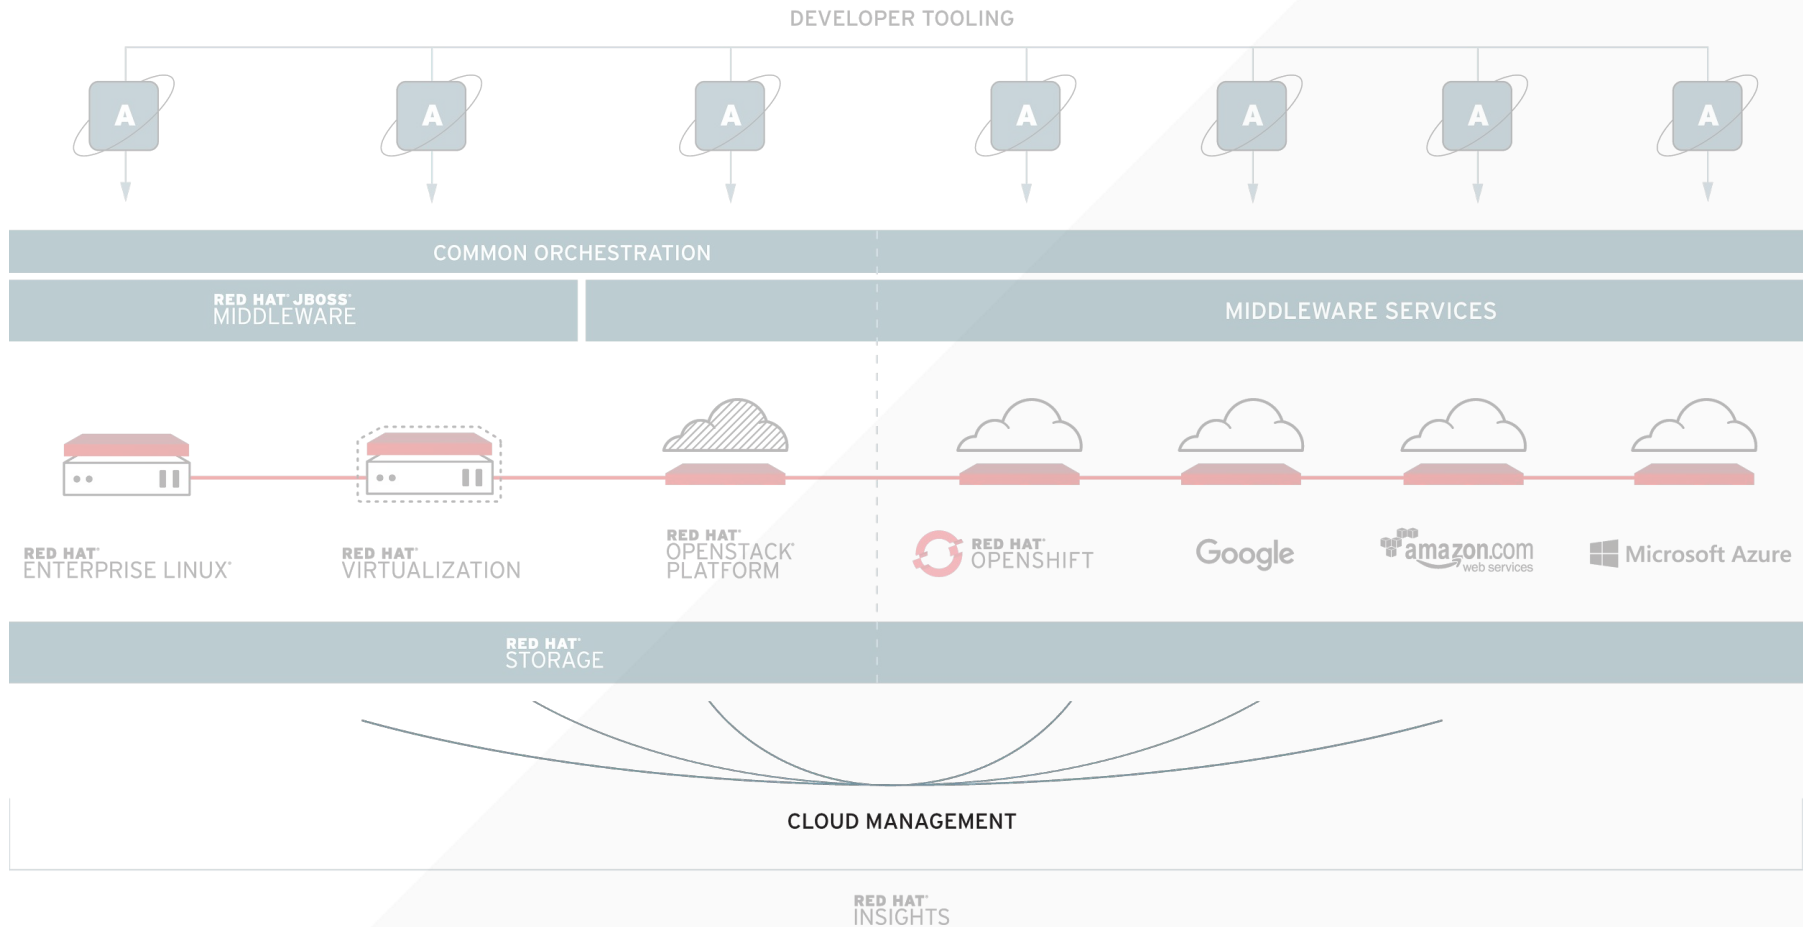 DEVELOPER TOOLING
A A A A A A A
COMMON ORCHESTRATION
RED HAT® JBOSS®
MIDDLEWARE
MIDDLEWARE SERVICES
RED HAT®
ENTERPRISE LINUX®
RED HAT®
VIRTUALIZATION
RED HAT®
OPENSTACK®
PLATFORM
RED HAT®
OPENSHIFT
Google
amazon.com
web services
Microsoft Azure
RED HAT®
STORAGE
CLOUD MANAGEMENT
RED HAT®
INSIGHTS